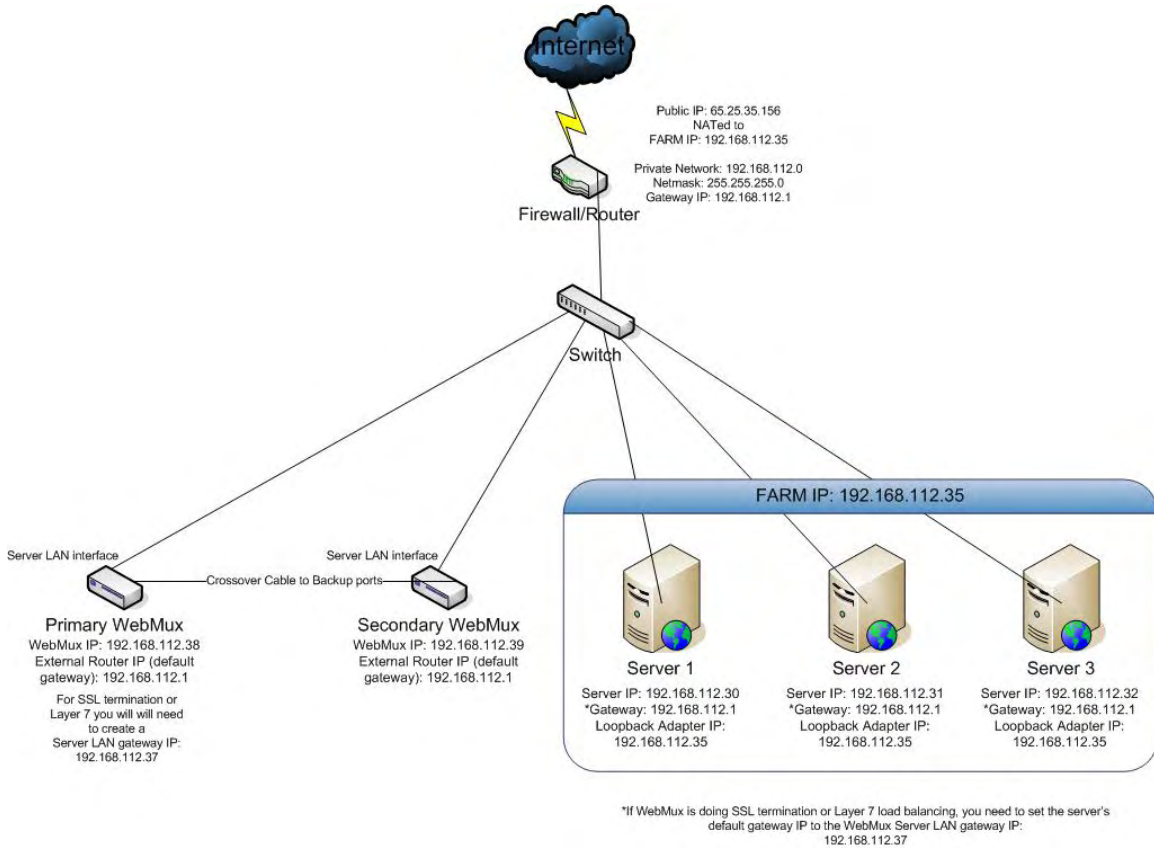 Internet
Public IP: 65.25.35.156
NATed to
FARM IP: 192.168.112.35
Private Network: 192.168.112.0
Netmask: 255.255.255.0
Gateway IP: 192.168.112.1
Firewall/Router
Switch
FARM IP: 192.168.112.35
Server LAN interface
Server LAN interface
Crossover Cable to Backup ports
Primary WebMux
WebMux IP: 192.168.112.38
External Router IP (default
gateway): 192.168.112.1
For SSL termination or
Layer 7 you will will need
to create a
Server LAN gateway IP:
192.168.112.37
Secondary WebMux
WebMux IP: 192.168.112.39
External Router IP (default
gateway): 192.168.112.1
Server 1
Server IP: 192.168.112.30
*Gateway: 192.168.112.1
Loopback Adapter IP:
192.168.112.35
Server 2
Server IP: 192.168.112.31
*Gateway: 192.168.112.1
Loopback Adapter IP:
192.168.112.35
Server 3
Server IP: 192.168.112.32
*Gateway: 192.168.112.1
Loopback Adapter IP:
192.168.112.35
*If WebMux is doing SSL termination or Layer 7 load balancing, you need to set the server's
default gateway IP to the WebMux Server LAN gateway IP:
192.168.112.37